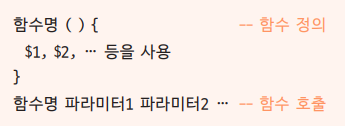 함수명 ( ) { -- 함수 정의
$1, $2, … 등을 사용
}
함수명 파라미터1 파라미터2 … -- 함수 호출